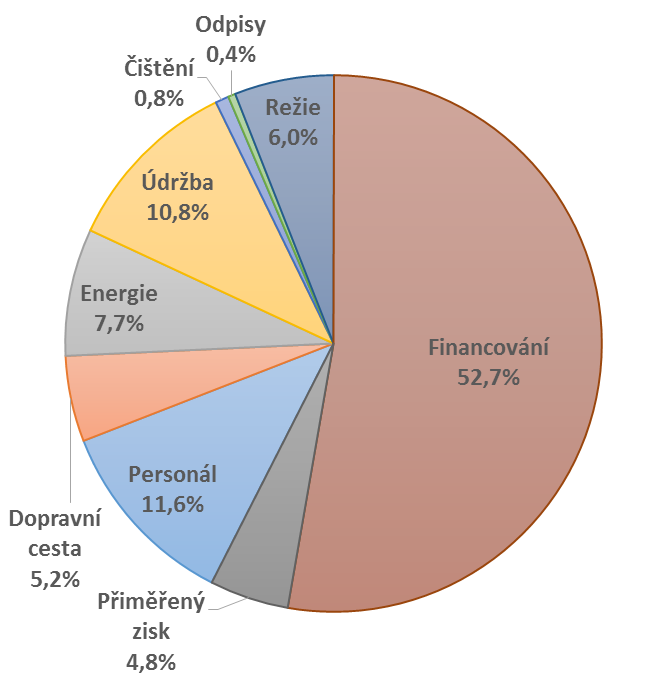 Odpisy
0,4%
Čištění
0,8%
Režie
6,0%
Údržba
10,8%
Energie
7,7%
Financování
52,7%
Personál
11,6%
Dopravní
cesta
5,2%
Přiměřený
zisk
4,8%